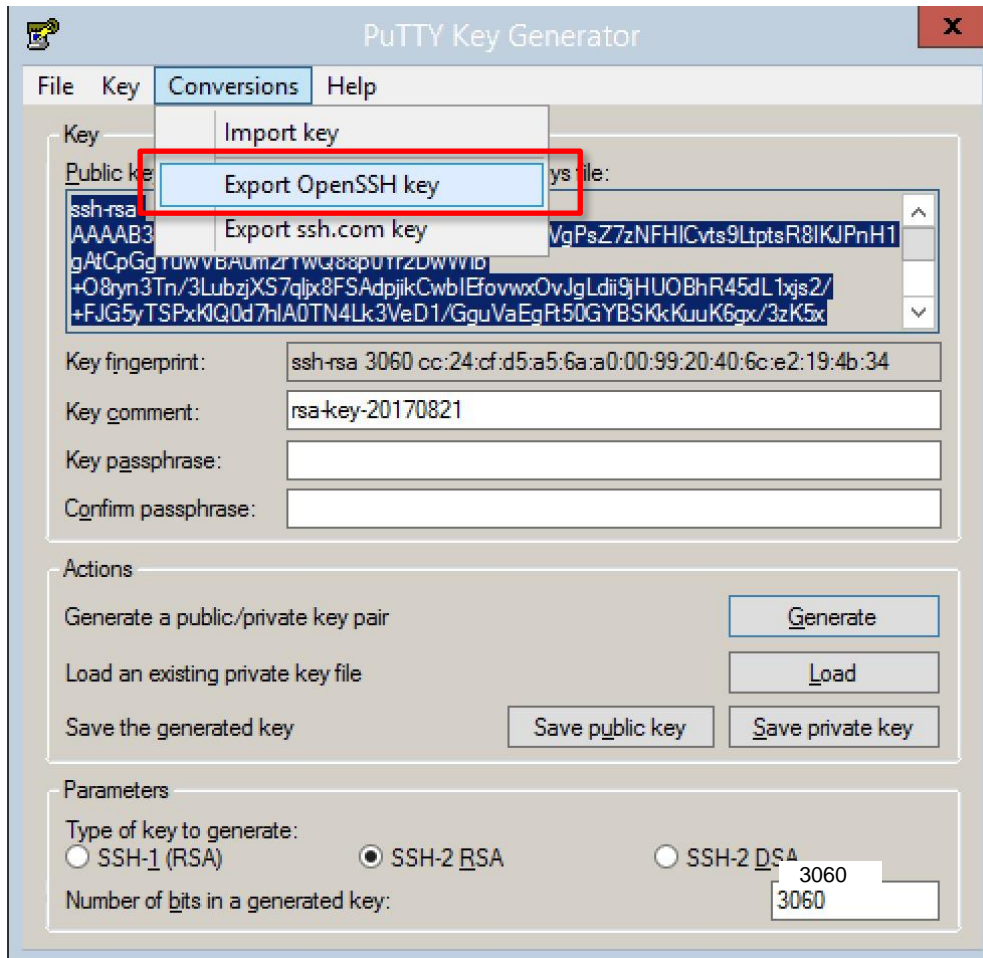 PuTTY Key Generator
x
File Key Conversions Help
Import key
Export OpenSSH key
Export ssh.com key
Key
Public ke ys file:
ssh-rsa
AAAAB3 VgPsZ7zNFHICvts9LtptsR8IKJPnH1
+O8ryn3Tn/3LubzjXS7qljx8FSAdpjikCwbIEfovwxOvJgLdii9jHUOBhR45dL1xjs2/
+FJG5yTSPxKlQ0d7hIA0TN4Lk3VeD1/GguVaEgFt50GYBSKkKuuK6gx/3zK5x
Key fingerprint: ssh-rsa 3060 cc:24:cf:d5:a5:6a:a0:00:99:20:40:6c:e2:19:4b:34
Key comment: rsa-key-20170821
Key passphrase:
Confirm passphrase:
Actions
Generate a public/private key pair Generate
Load an existing private key file Load
Save the generated key Save public key Save private key
Parameters
Type of key to generate:
SSH-1 (RSA) SSH-2 RSA SSH-2 DSA
3060
Number of bits in a generated key: 3060